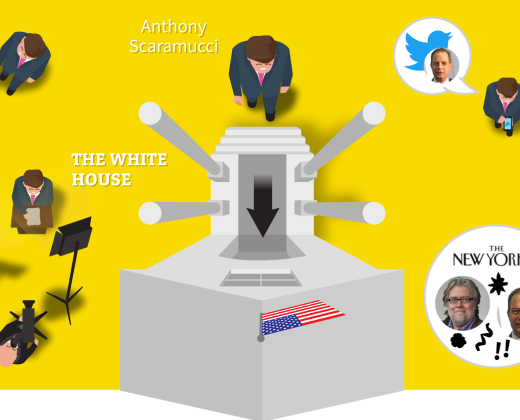 Anthony
Scaramucci
THE WHITE
HOUSE
THE
NEW YORK
!!